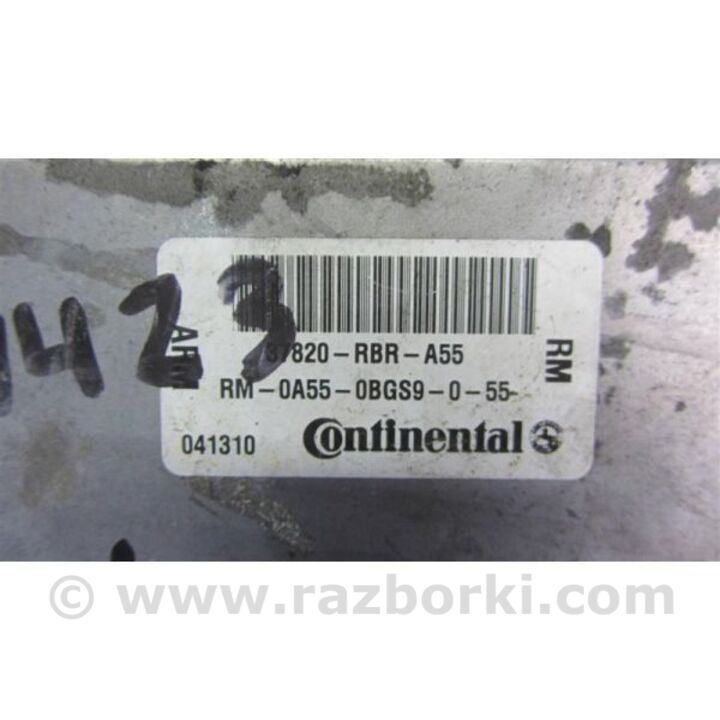 37820-RBR-A55
RM-0A55-0BGS9-0-55-
041310 Continental
RM
© www.razborki.com